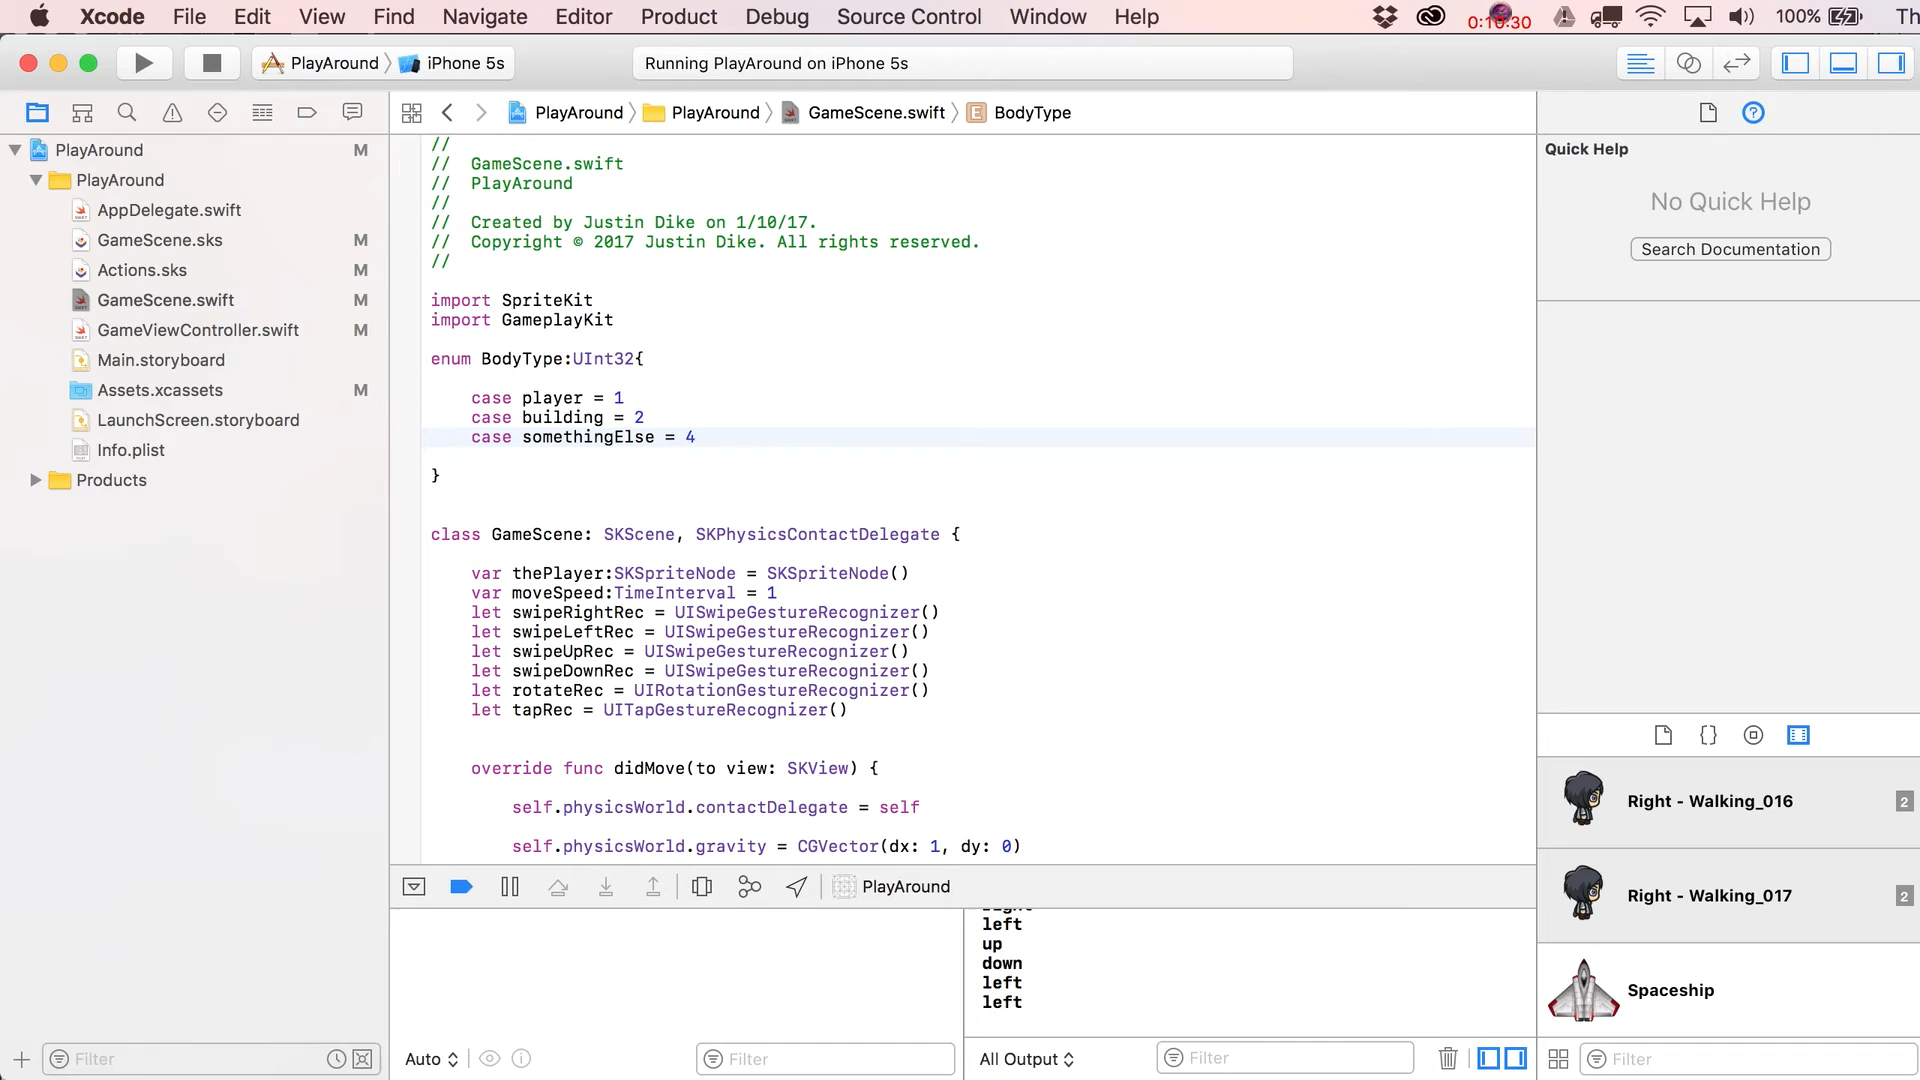 Xcode File Edit View Find Navigate Editor Product Debug Source Control Window Help 0:10:30 100% Th
PlayAround iPhone 5s Running PlayAround on iPhone 5s
PlayAround PlayAround GameScene.swift E BodyType
PlayAround M
PlayAround
AppDelegate.swift
GameScene.sks M
Actions.sks M
GameScene.swift M
GameViewController.swift M
Main.storyboard
Assets.xcassets M
LaunchScreen.storyboard
Info.plist
Products
Filter
//
// GameScene.swift
// PlayAround
//
// Created by Justin Dike on 1/10/17.
// Copyright © 2017 Justin Dike. All rights reserved.
//
import SpriteKit
import GameplayKit
enum BodyType:UInt32{
case player = 1
case building = 2
case somethingElse = 4
}
class GameScene: SKScene, SKPhysicsContactDelegate {
var thePlayer:SKSpriteNode = SKSpriteNode()
var moveSpeed:TimeInterval = 1
let swipeRightRec = UISwipeGestureRecognizer()
let swipeLeftRec = UISwipeGestureRecognizer()
let swipeUpRec = UISwipeGestureRecognizer()
let swipeDownRec = UISwipeGestureRecognizer()
let rotateRec = UIRotationGestureRecognizer()
let tapRec = UITapGestureRecognizer()
override func didMove(to view: SKView) {
self.physicsWorld.contactDelegate = self
self.physicsWorld.gravity = CGVector(dx: 1, dy: 0)
PlayAround
right
left
up
down
left
left
Auto Filter
All Output Filter
Quick Help
No Quick Help
Search Documentation
Right - Walking_016 2
Right - Walking_017 2
Spaceship
Filter